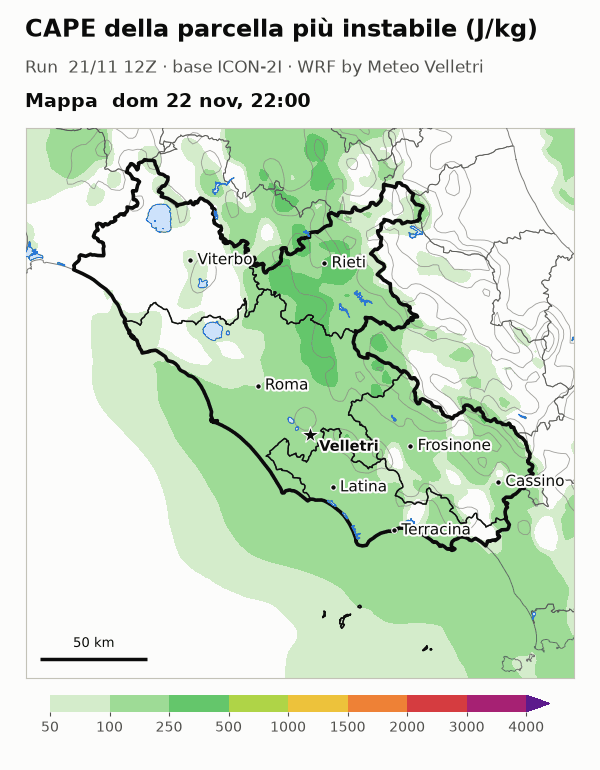 CAPE della parcella più instabile (J/kg)
Run  21/11 12Z · base ICON-2I · WRF by Meteo Velletri
Mappa  dom 22 nov, 22:00
Viterbo
Rieti
Roma
Velletri
Frosinone
Cassino
Latina
Terracina
50 km
50 100 250 500 1000 1500 2000 3000 4000